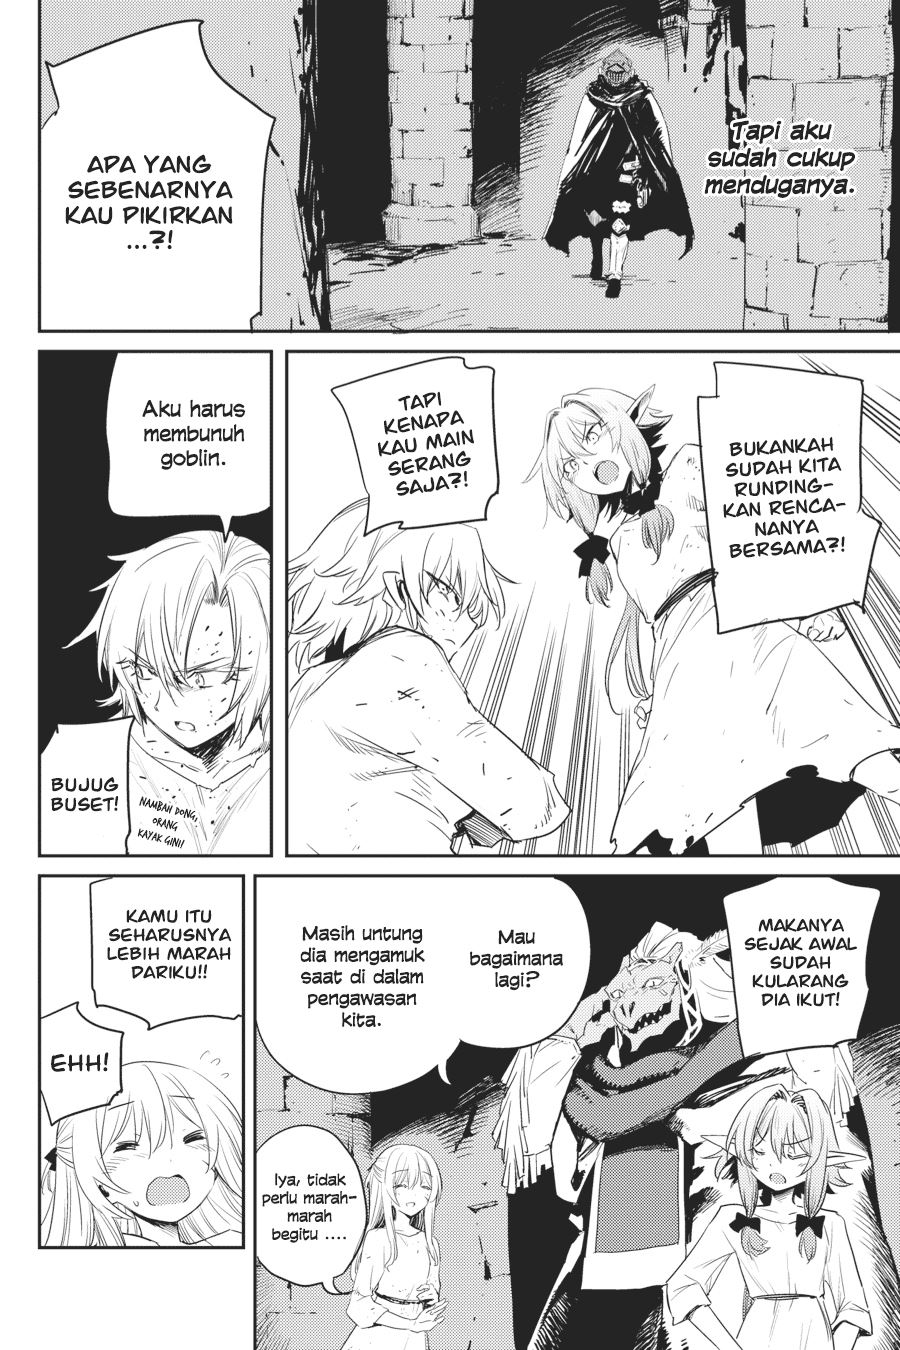 Tapi aku
sudah cukup
menduganya.
APA YANG
SEBENARNYA
KAU PIKIRKAN
...?!
BUKANKAH
SUDAH KITA
RUNDING-
KAN RENCA-
NANYA
BERSAMA?!
TAPI
KENAPA
KAU MAIN
SERANG
SAJA?!
Aku harus
membunuh
goblin.
BUJUG
BUSET!
NAMBAH DONG,
ORANG
KAYAK GINI!
MAKANYA
SEJAK AWAL
SUDAH
KULARANG
DIA IKUT!
Mau
bagaimana
lagi?
Masih untung
dia mengamuk
saat di dalam
pengawasan
kita.
Iya, tidak
perlu marah-
marah
begitu ....
KAMU ITU
SEHARUSNYA
LEBIH MARAH
DARIKU!!
EHH!